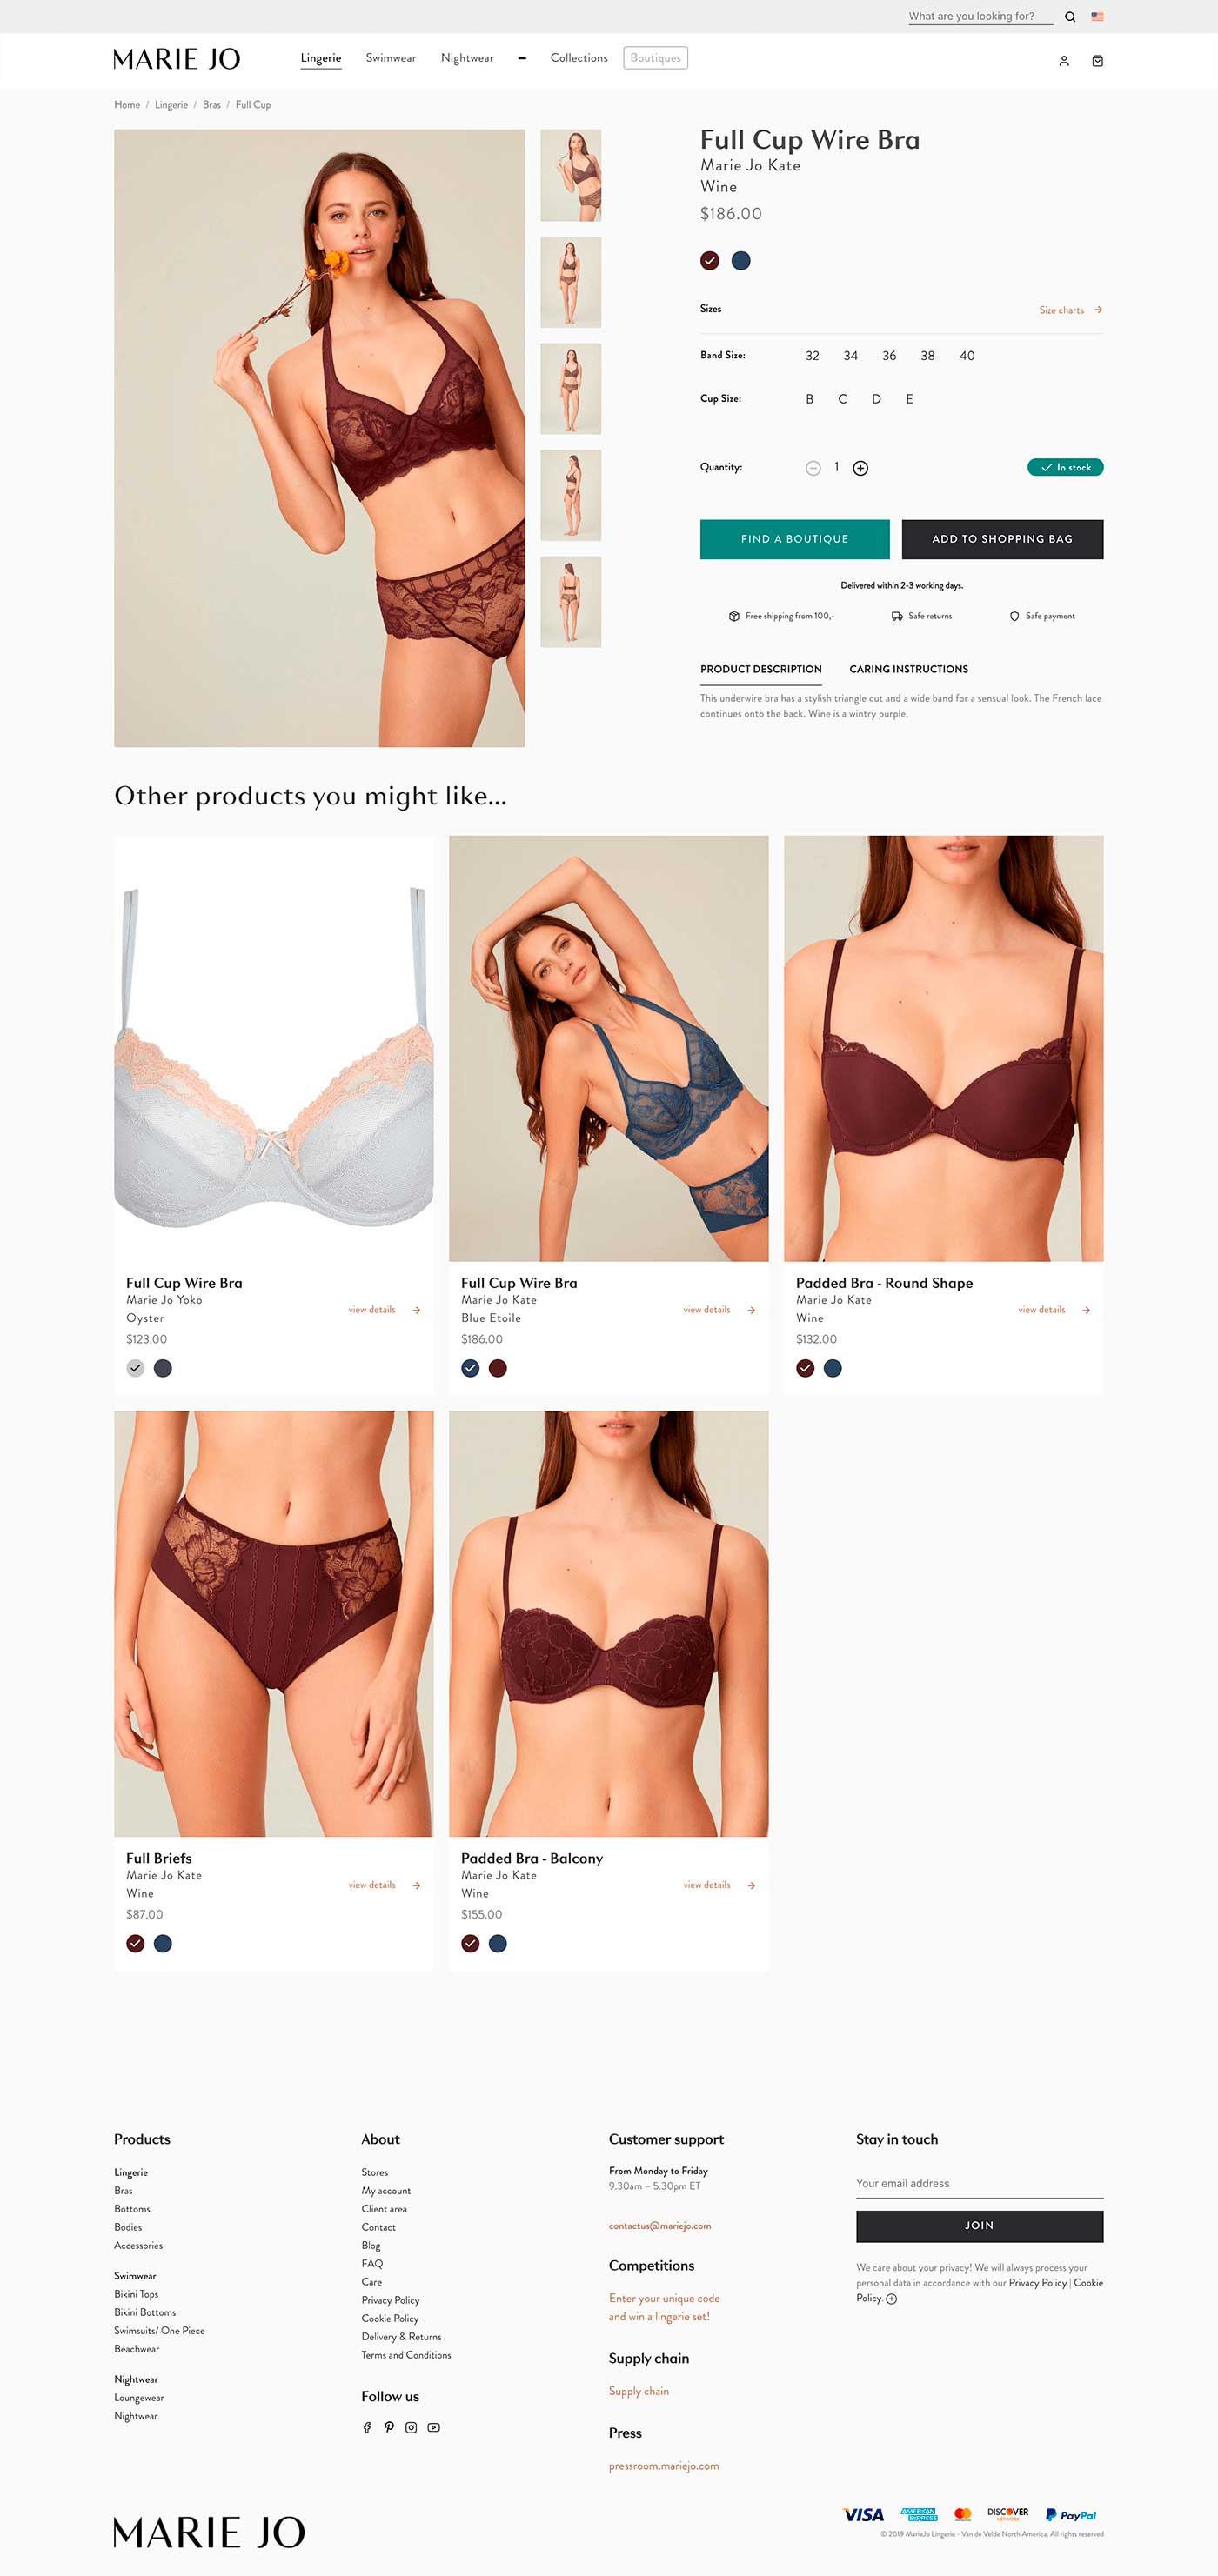 What are you looking for?
MARIE JO
Lingerie Swimwear Nightwear Collections Boutiques
Home / Lingerie / Bras / Full Cup
Full Cup Wire Bra
Marie Jo Kate
Wine
$186.00
Sizes Size charts
Band Size: 32 34 36 38 40
Cup Size: B C D E
Quantity: 1 In stock
FIND A BOUTIQUE ADD TO SHOPPING BAG
Delivered within 2-3 working days.
Free shipping from 100,- Safe returns Safe payment
PRODUCT DESCRIPTION CARING INSTRUCTIONS
This underwire bra has a stylish triangle cut and a wide band for a sensual look. The French lace
continues onto the back. Wine is a wintry purple.
Other products you might like...
Full Cup Wire Bra
Marie Jo Yoko
view details
Oyster
$123.00
Full Cup Wire Bra
Marie Jo Kate
view details
Blue Etoile
$186.00
Padded Bra - Round Shape
Marie Jo Kate
view details
Wine
$132.00
Full Briefs
Marie Jo Kate
view details
Wine
$87.00
Padded Bra - Balcony
Marie Jo Kate
view details
Wine
$155.00
Products
Lingerie
Bras
Bottoms
Bodies
Accessories
Swimwear
Bikini Tops
Bikini Bottoms
Swimsuits/ One Piece
Beachwear
Nightwear
Loungewear
Nightwear
About
Stores
My account
Client area
Contact
Blog
FAQ
Care
Privacy Policy
Cookie Policy
Delivery & Returns
Terms and Conditions
Follow us
Customer support
From Monday to Friday
9.30am – 5.30pm ET
contactus@mariejo.com
Competitions
Enter your unique code
and win a lingerie set!
Supply chain
Supply chain
Press
pressroom.mariejo.com
Stay in touch
Your email address
JOIN
We care about your privacy! We will always process your
personal data in accordance with our Privacy Policy | Cookie
Policy.
MARIE JO
VISA AMERICAN EXPRESS DISCOVER NETWORK PayPal
© 2019 MarieJo Lingerie - Van de Velde North America. All rights reserved